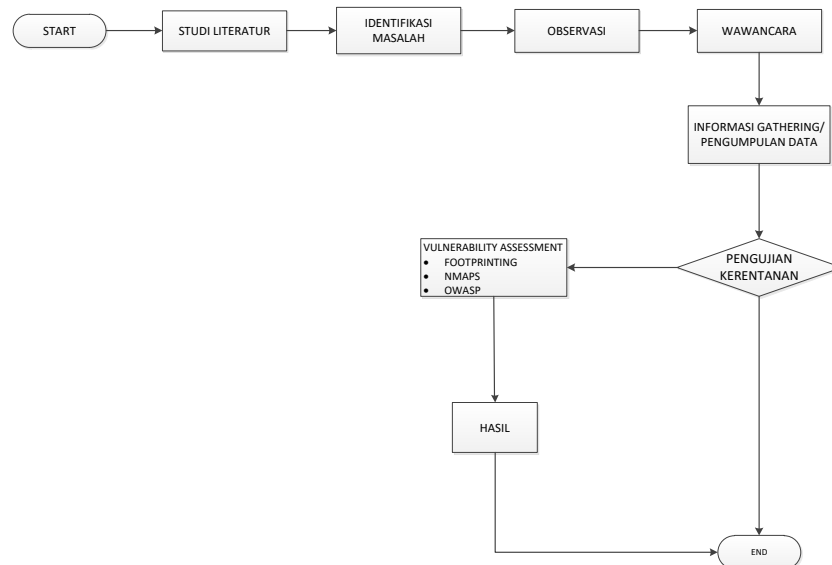 START
STUDI LITERATUR
IDENTIFIKASI
MASALAH
OBSERVASI
WAWANCARA
INFORMASI GATHERING/
PENGUMPULAN DATA
PENGUJIAN
KERENTANAN
VULNERABILITY ASSESSMENT
• FOOTPRINTING
• NMAPS
• OWASP
HASIL
END